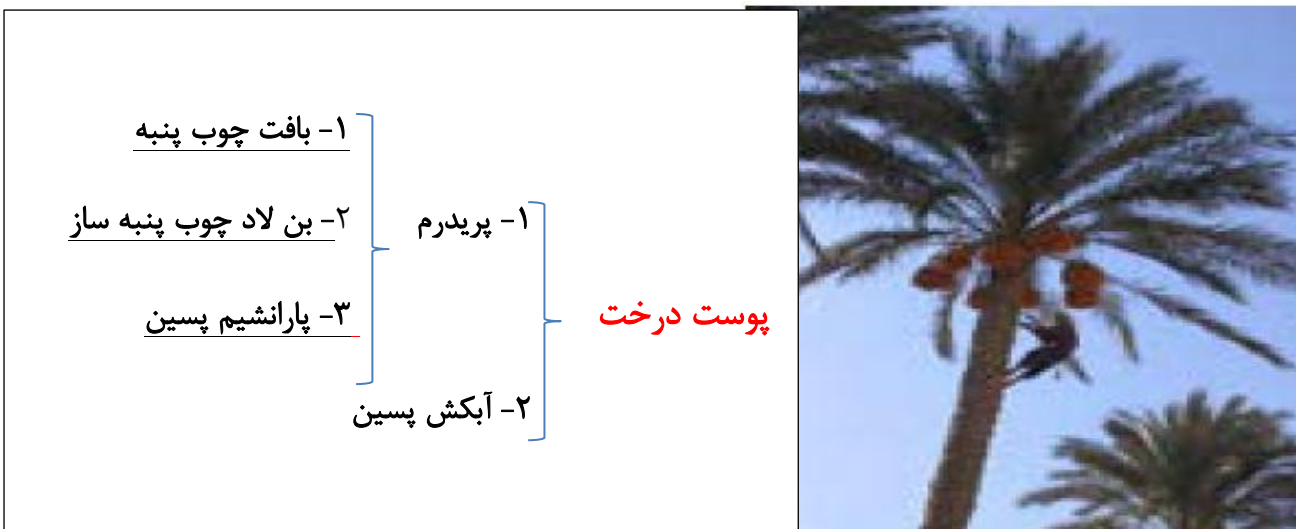 پوست درخت
۱- پریدرم
۱- بافت چوب پنبه
۲- بن لاد چوب پنبه ساز
۳- پارانشیم پسین
۲- آبکش پسین